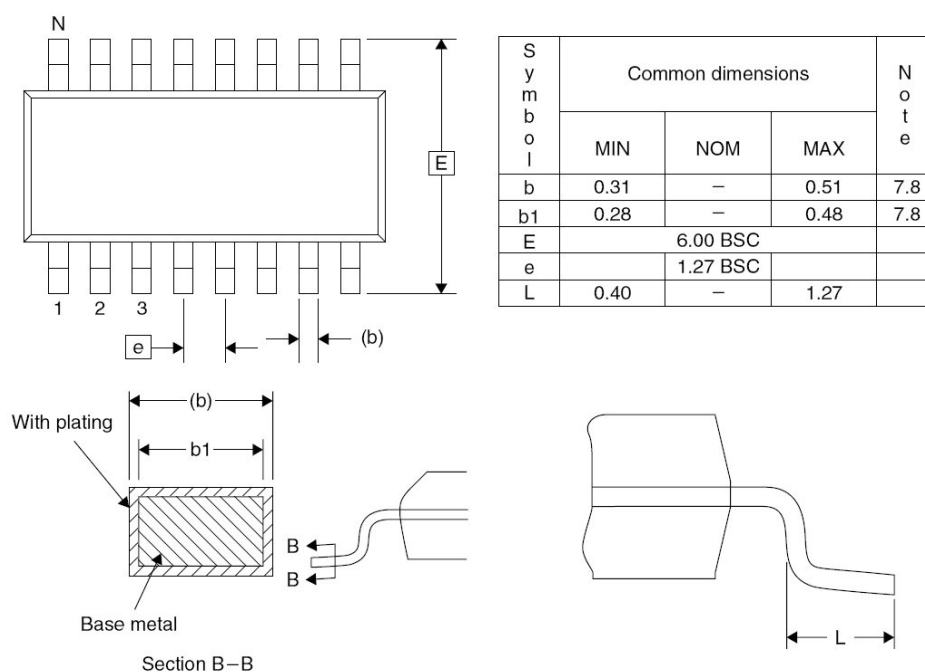 N
E
1 2 3
e
(b)
Symbol Common dimensions Note
MIN NOM MAX
b 0.31 – 0.51 7.8
b1 0.28 – 0.48 7.8
E 6.00 BSC
e 1.27 BSC
L 0.40 – 1.27
(b)
With plating
b1
B
B
Base metal
Section B–B
L